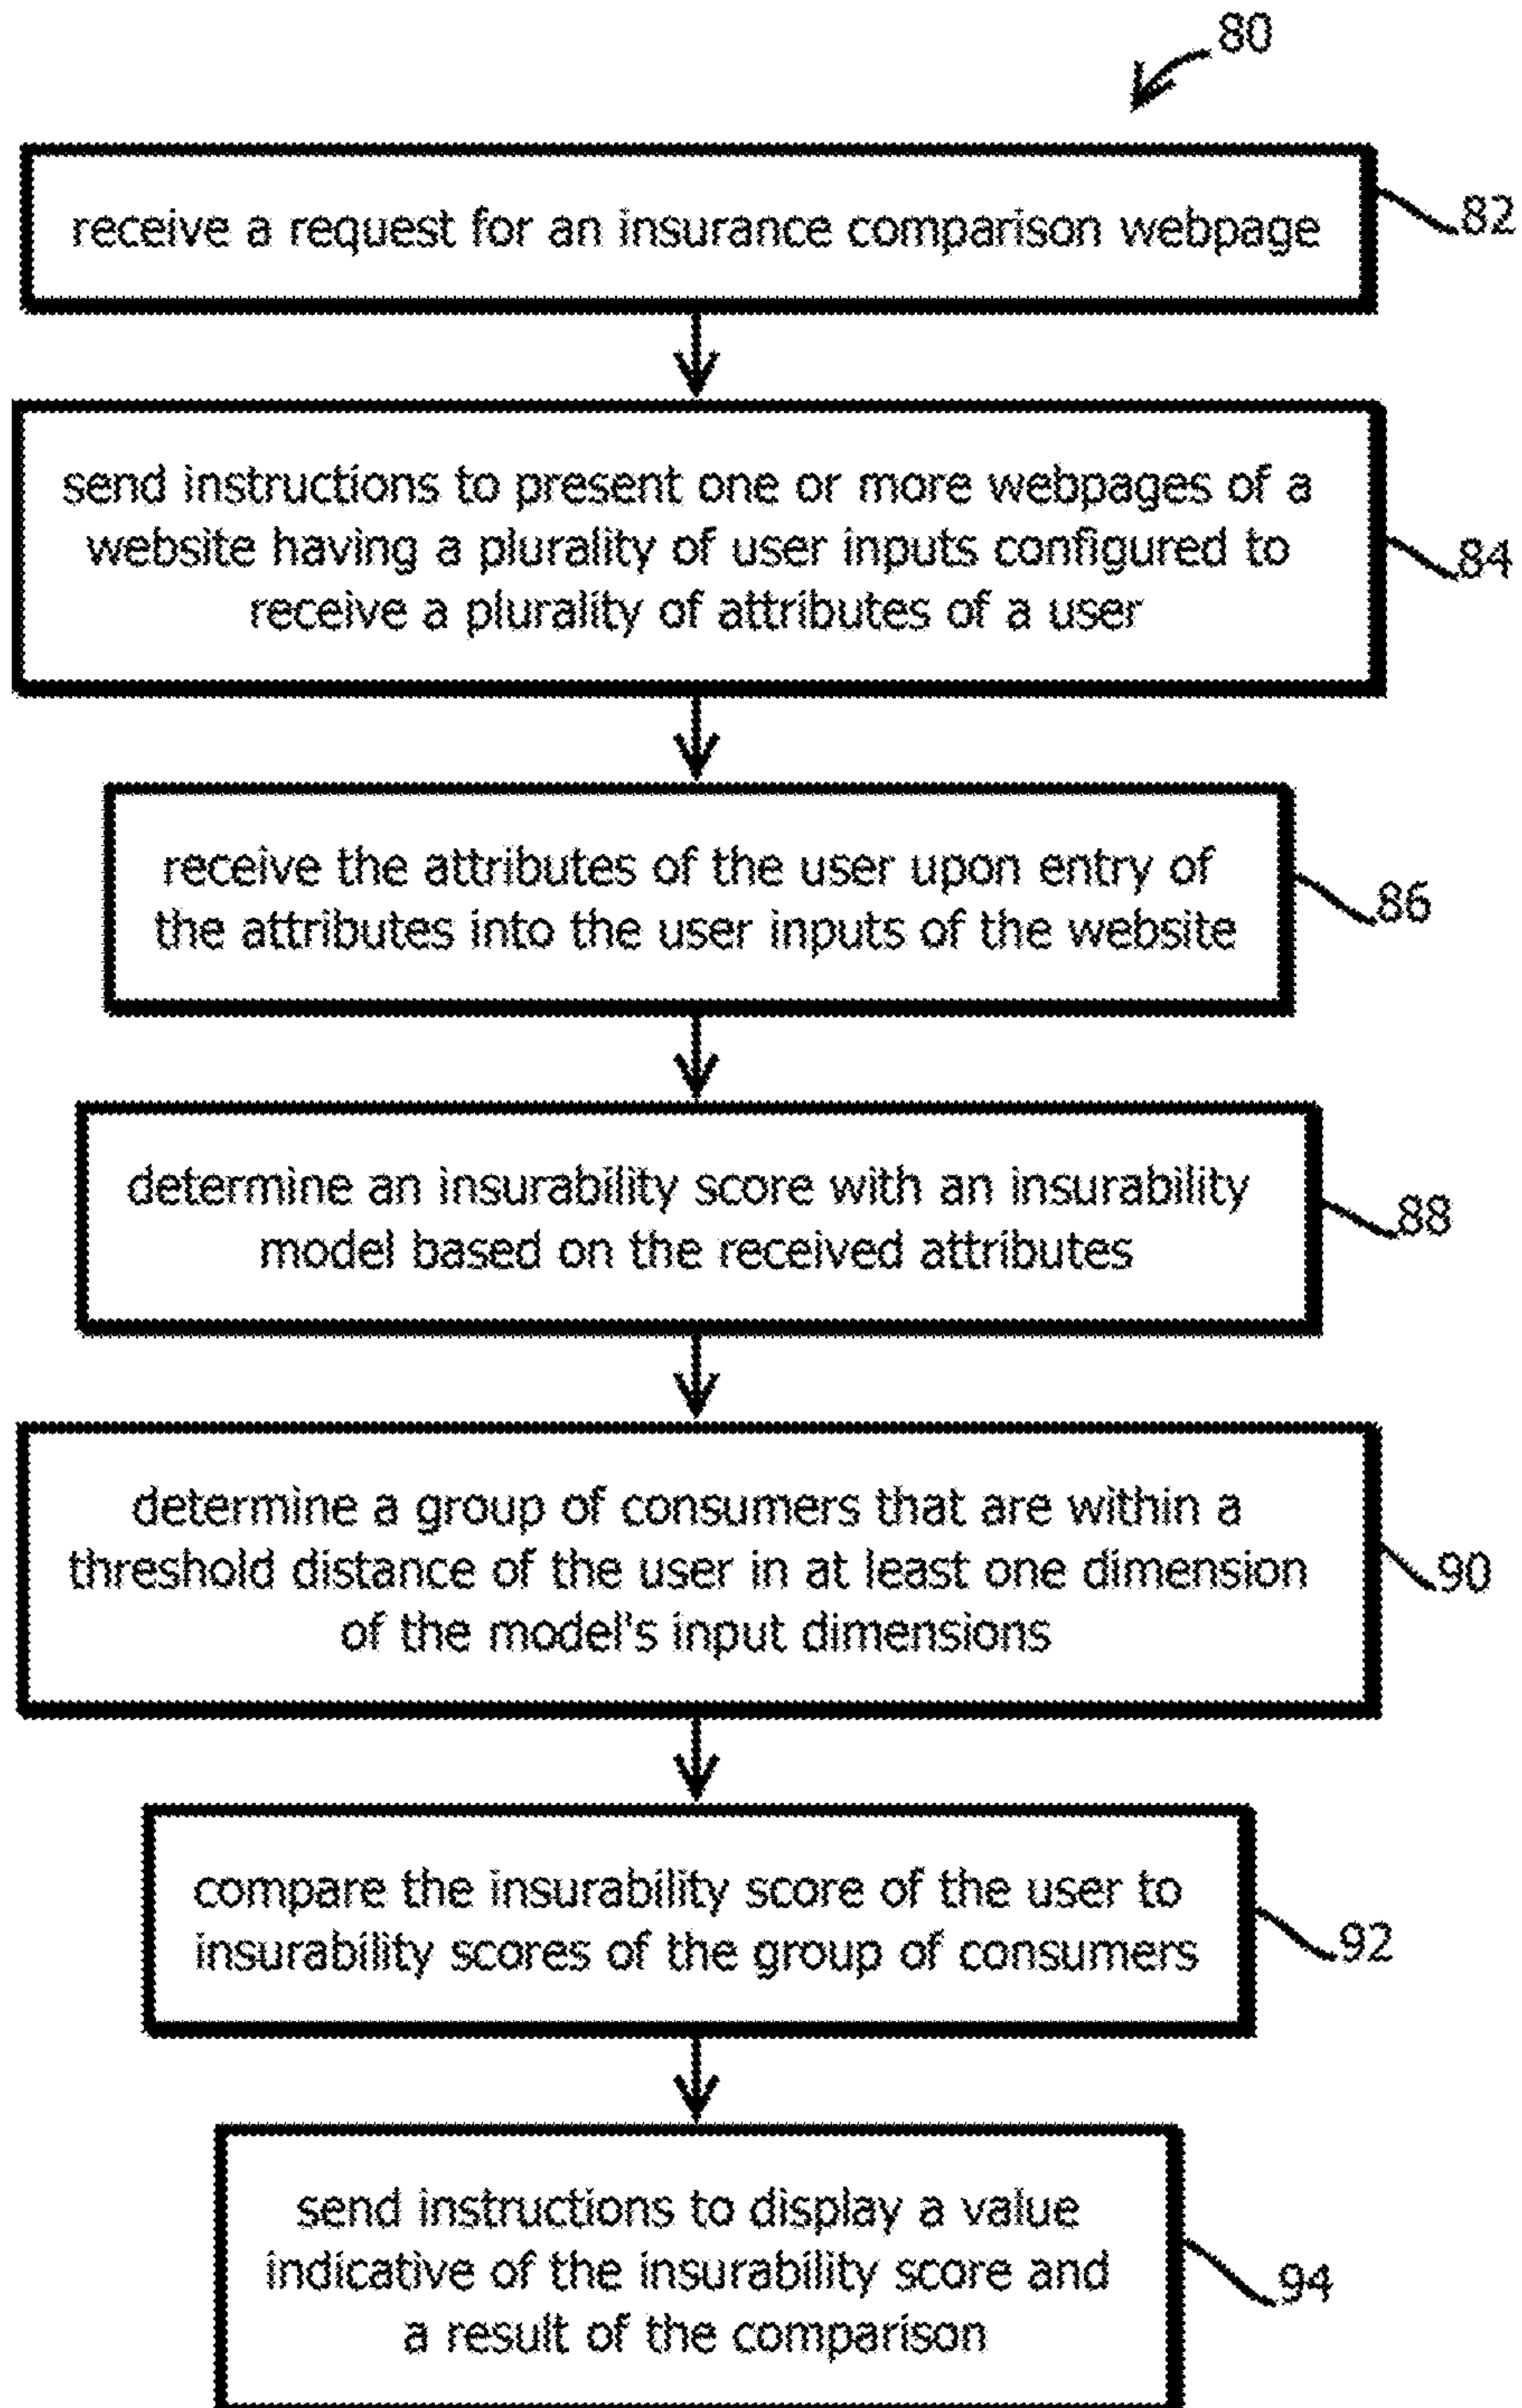 80
receive a request for an insurance comparison webpage
82
send instructions to present one or more webpages of a
website having a plurality of user inputs configured to
receive a plurality of attributes of a user
84
receive the attributes of the user upon entry of
the attributes into the user inputs of the website
86
determine an insurability score with an insurability
model based on the received attributes
88
determine a group of consumers that are within a
threshold distance of the user in at least one dimension
of the model's input dimensions
90
compare the insurability score of the user to
insurability scores of the group of consumers
92
send instructions to display a value
indicative of the insurability score and
a result of the comparison
94